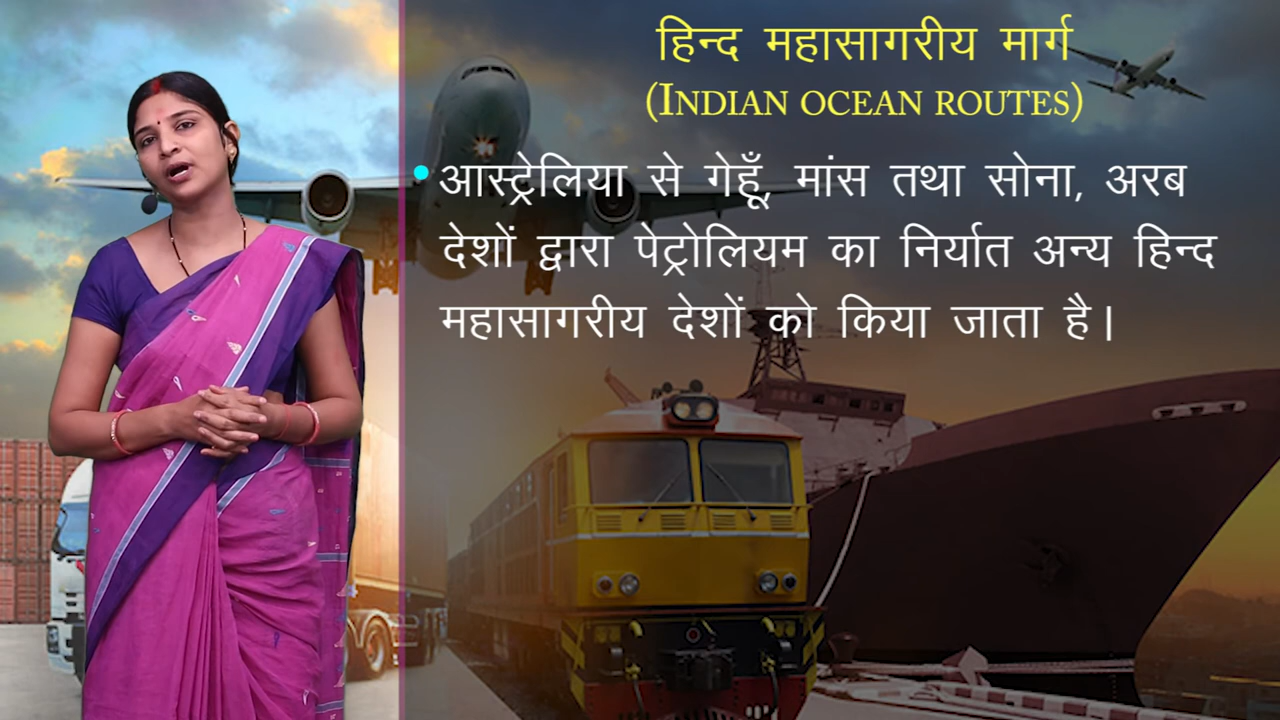 हिन्द महासागरीय मार्ग
(INDIAN OCEAN ROUTES)
• आस्ट्रेलिया से गेहूँ, मांस तथा सोना, अरब
देशों द्वारा पेट्रोलियम का निर्यात अन्य हिन्द
महासागरीय देशों को किया जाता है।